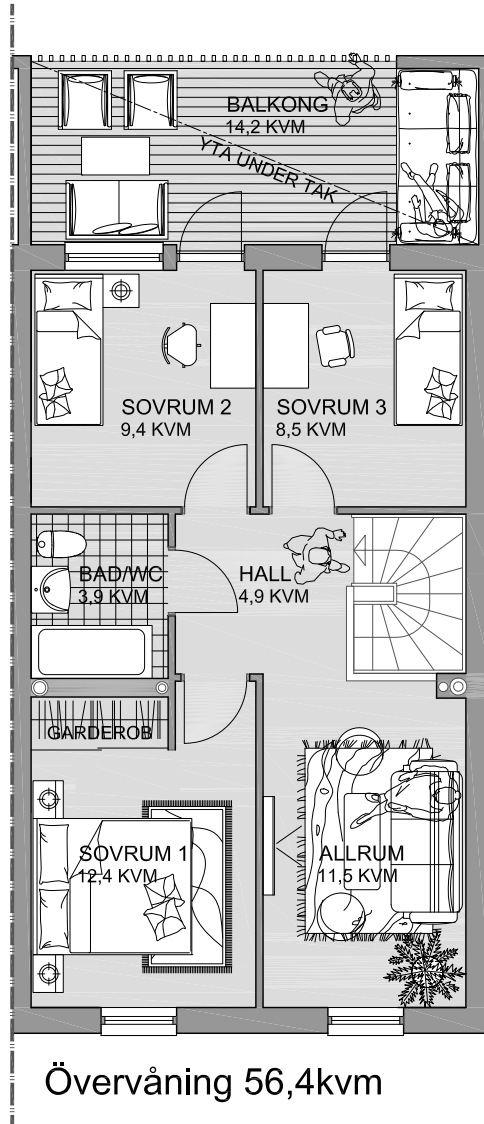 BALKONG
14,2 KVM
YTA UNDER TAK
SOVRUM 2
9,4 KVM
SOVRUM 3
8,5 KVM
BAD/WC
3,9 KVM
HALL
4,9 KVM
GARDEROB
SOVRUM 1
12,4 KVM
ALLRUM
11,5 KVM
Övervåning 56,4kvm